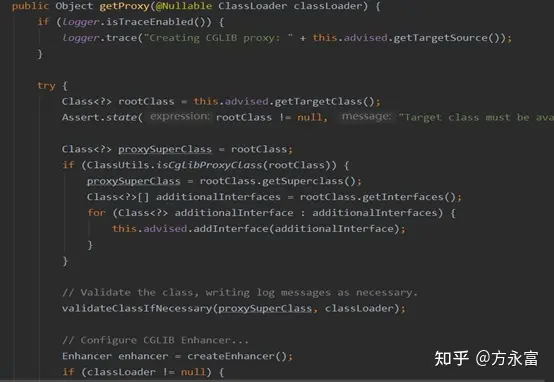 public Object getProxy(@Nullable ClassLoader classLoader) {
if (logger.isTraceEnabled()) {
logger.trace("Creating CGLIB proxy: " + this.advised.getTargetSource());
}
try {
Class<?> rootClass = this.advised.getTargetClass();
Assert.state( expression: rootClass != null, message: "Target class must be ava
Class<?> proxySuperClass = rootClass;
if (ClassUtils.isCglibProxyClass(rootClass)) {
proxySuperClass = rootClass.getSuperclass();
Class<?>[] additionalInterfaces = rootClass.getInterfaces();
for (Class<?> additionalInterface : additionalInterfaces) {
this.advised.addInterface(additionalInterface);
}
}
// Validate the class, writing log messages as necessary.
validateClassIfNecessary(proxySuperClass, classLoader);
// Configure CGLIB Enhancer...
Enhancer enhancer = createEnhancer();
if (classLoader != null) {
知乎 @方永富